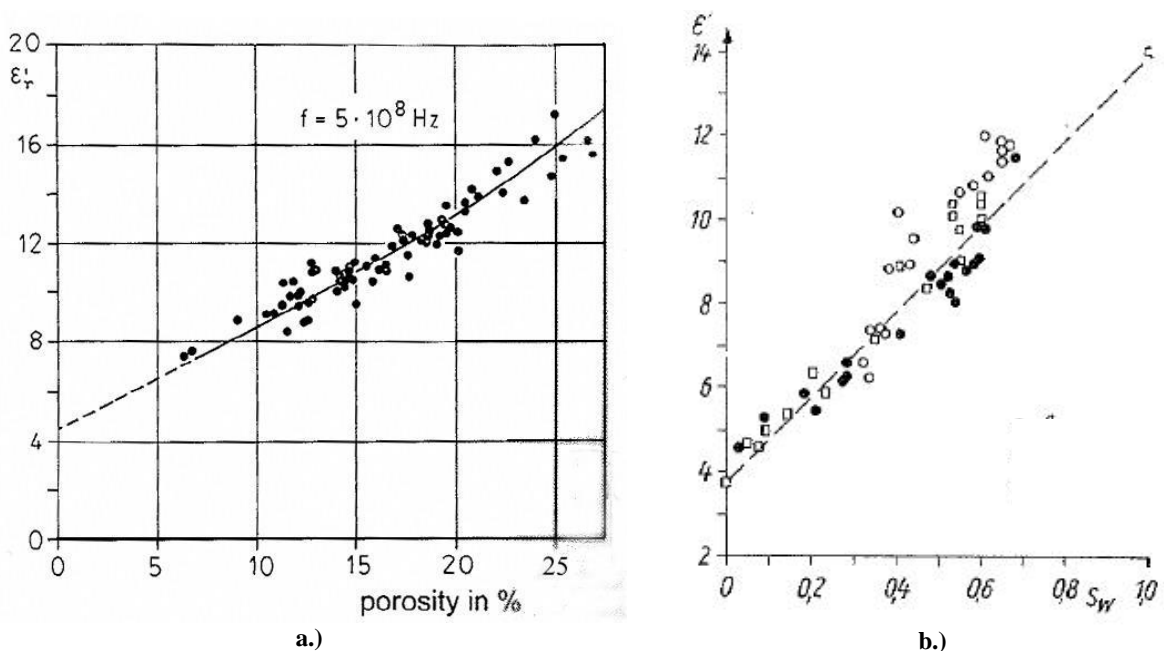 20
ε'r
16
12
8
4
0
f = 5 · 10⁸ Hz
0 5 10 15 20 25
porosity in %
a.)
ε'
14
12
10
8
6
4
2
0 0,2 0,4 0,6 0,8 1,0
Sw
b.)